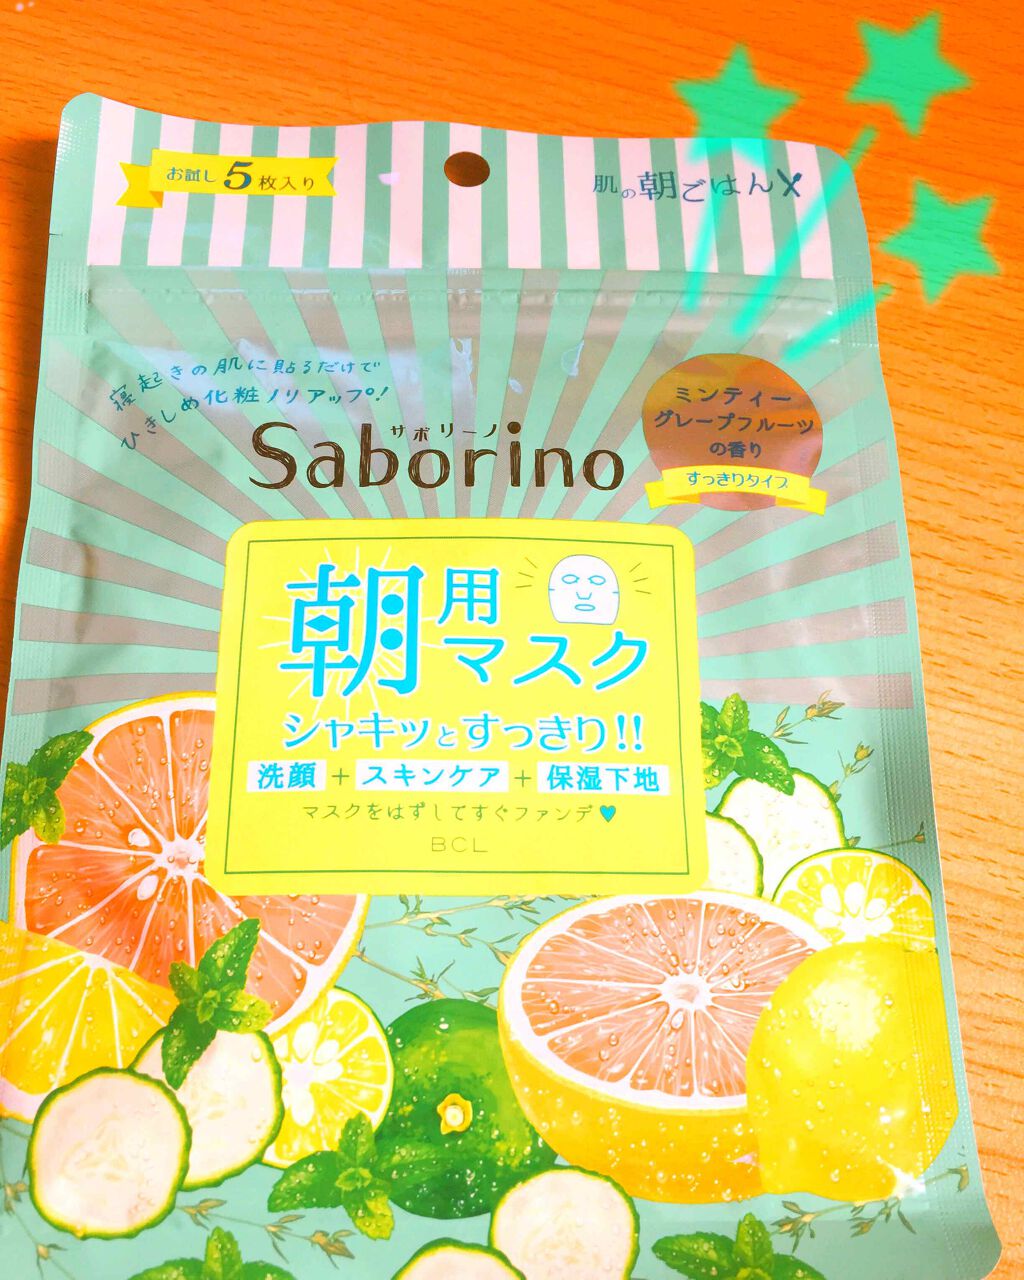 お試し5枚入り
肌の朝ごはん
寝起きの肌に貼るだけで
ひきしめ化粧ノリアップ!
サボリーノ
Saborino
ミンティー
グレープフルーツ
の香り
すっきりタイプ
朝用
マスク
シャキッとすっきり!!
洗顔+スキンケア+保湿下地
マスクをはずしてすぐファンデ♥
BCL